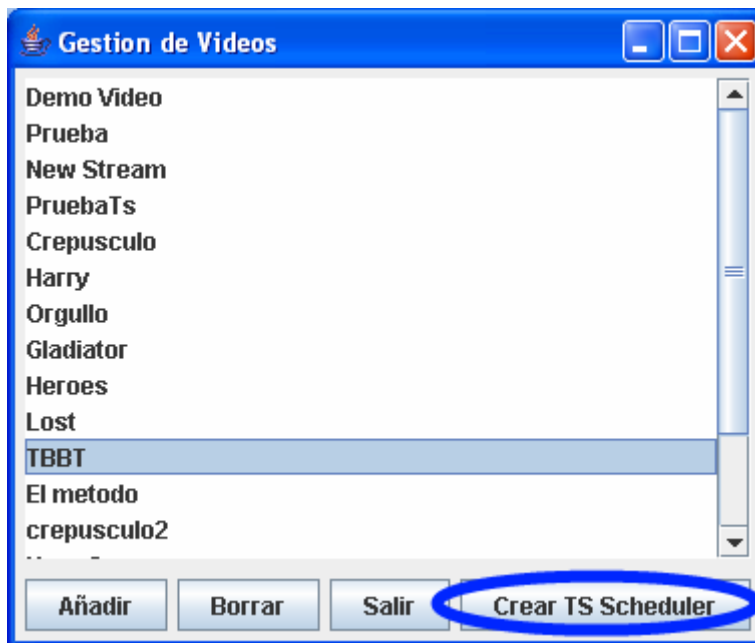 Gestion de Videos
Demo Video
Prueba
New Stream
PruebaTs
Crepusculo
Harry
Orgullo
Gladiator
Heroes
Lost
TBBT
El metodo
crepusculo2
Añadir Borrar Salir Crear TS Scheduler